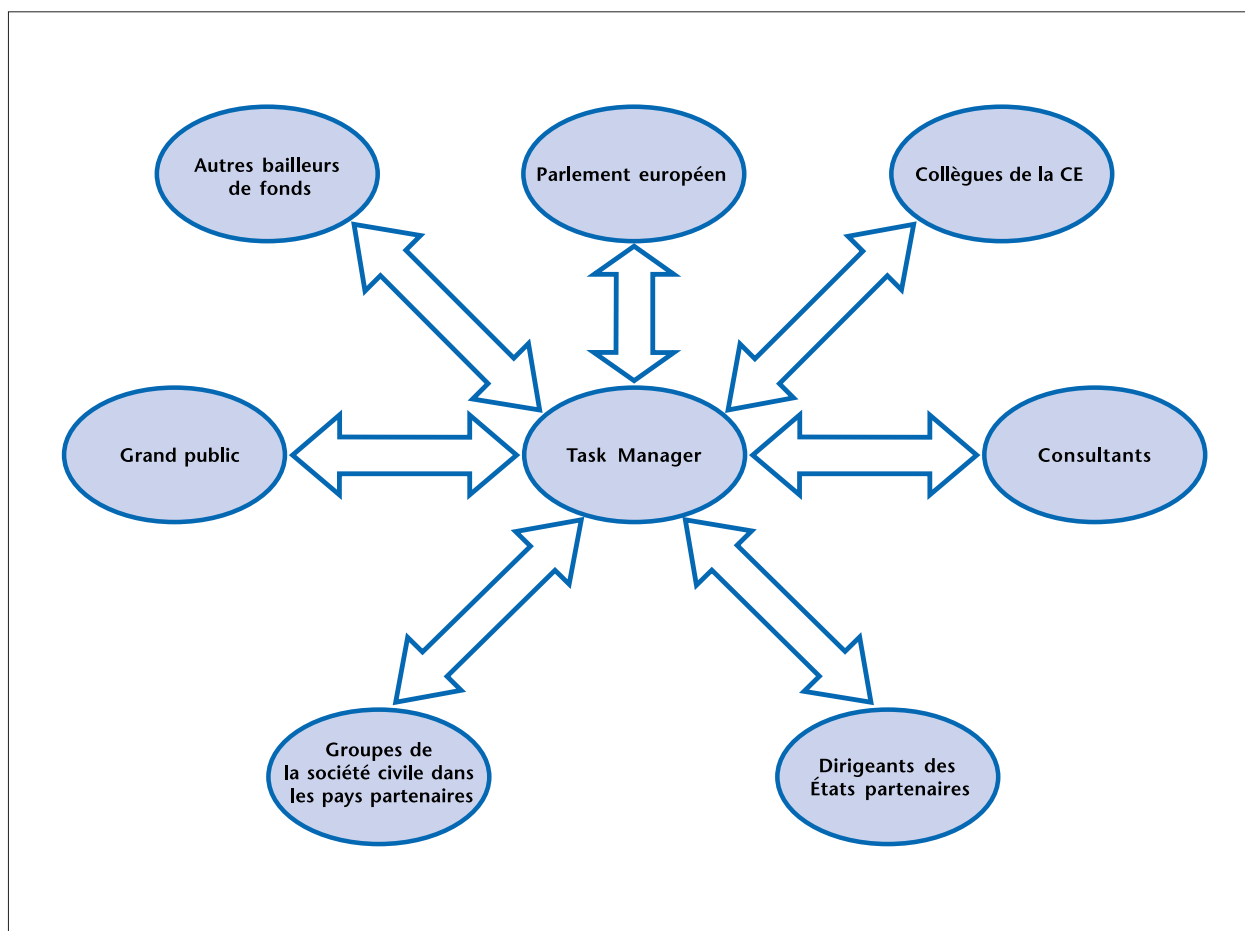 Autres bailleurs
de fonds
Parlement européen
Collègues de la CE
Grand public
Task Manager
Consultants
Groupes de
la société civile dans
les pays partenaires
Dirigeants des
États partenaires